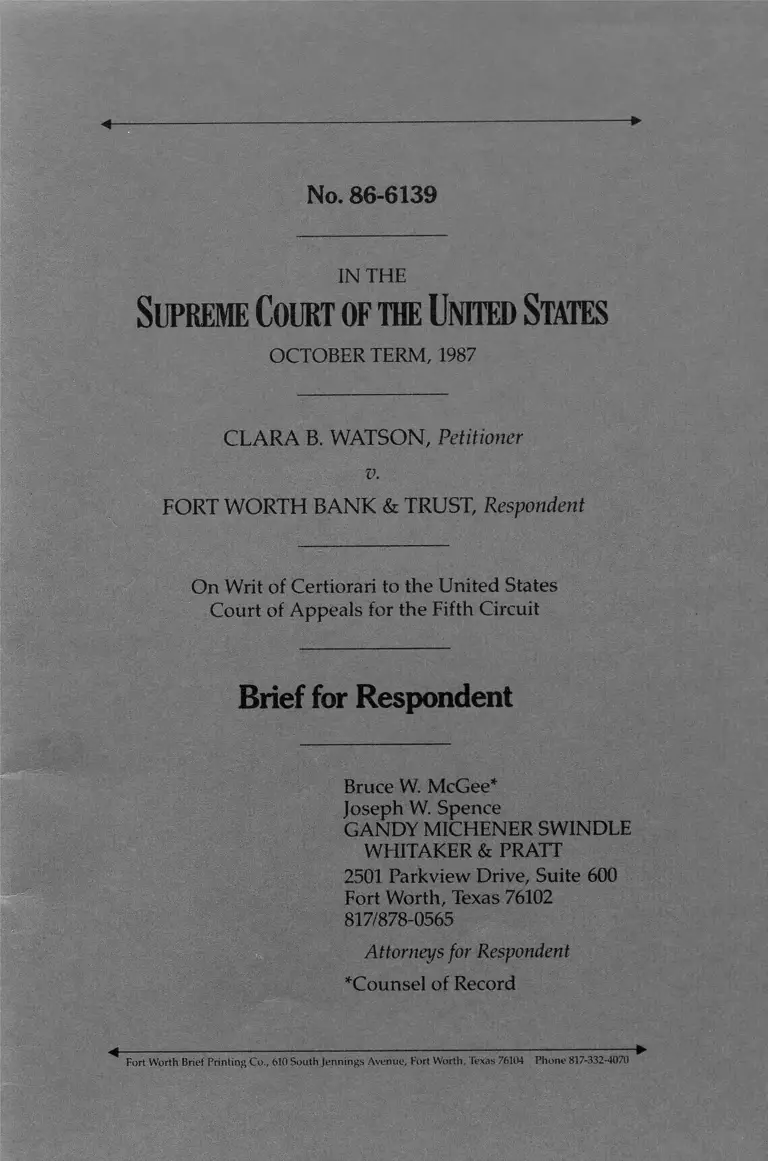 No. 86-6139
IN THE
SUPREME COURT OF THE UNITED STATES
OCTOBER TERM, 1987
CLARA B. WATSON, Petitioner
v.
FORT WORTH BANK & TRUST, Respondent
On Writ of Certiorari to the United States
Court of Appeals for the Fifth Circuit
Brief for Respondent
Bruce W. McGee*
Joseph W. Spence
GANDY MICHENER SWINDLE
WHITAKER & PRATT
2501 Parkview Drive, Suite 600
Fort Worth, Texas 76102
817/878-0565
Attorneys for Respondent
*Counsel of Record
Fort Worth Brief Printing Co., 610 South Jennings Avenue, Fort Worth, Texas 76104 Phone 817-332-4070